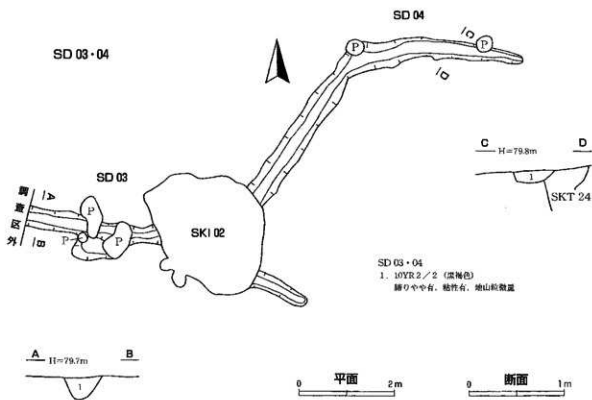 SD 04
SD 03・04
P
P
C
D
SD 03
C H=79.8m D
1
SKT 24
調査区外
A
B
P
P
P
SKI 02
SD 03・04
1. 10YR 2/2 (黒褐色)
締りやや有、粘性有、地山粒微量
A H=79.7m B
1
0 平面 2m
0 断面 1m